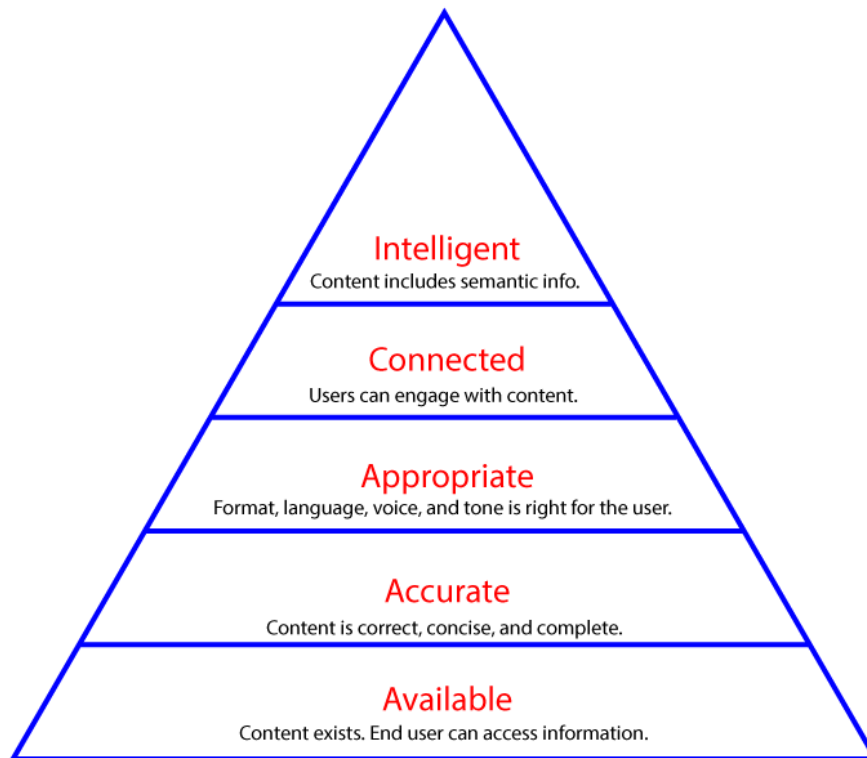 Intelligent
Content includes semantic info.
Connected
Users can engage with content.
Appropriate
Format, language, voice, and tone is right for the user.
Accurate
Content is correct, concise, and complete.
Available
Content exists. End user can access information.